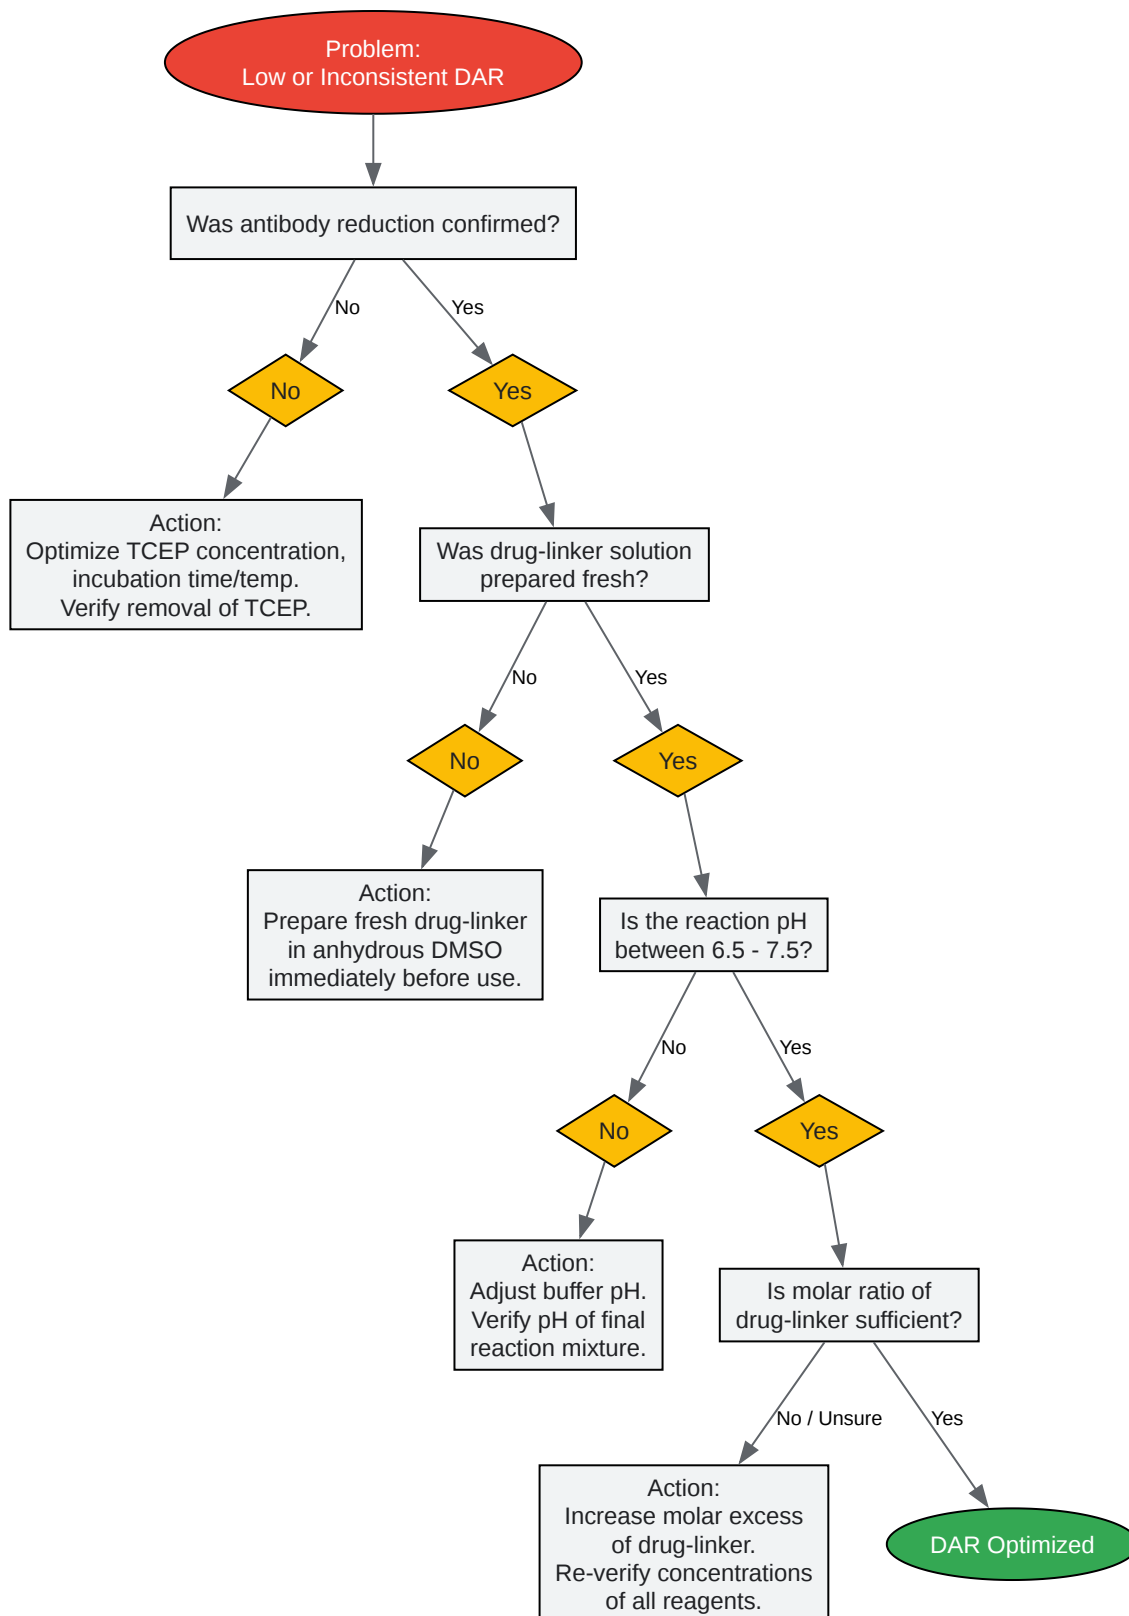 Problem:
Low or Inconsistent DAR
Was antibody reduction confirmed?
No
Yes
No
Yes
Action:
Optimize TCEP concentration,
incubation time/temp.
Verify removal of TCEP.
Was drug-linker solution
prepared fresh?
No
Yes
No
Yes
Action:
Prepare fresh drug-linker
in anhydrous DMSO
immediately before use.
Is the reaction pH
between 6.5 - 7.5?
No
Yes
No
Yes
Action:
Adjust buffer pH.
Verify pH of final
reaction mixture.
Is molar ratio of
drug-linker sufficient?
No / Unsure
Yes
Action:
Increase molar excess
of drug-linker.
Re-verify concentrations
of all reagents.
DAR Optimized